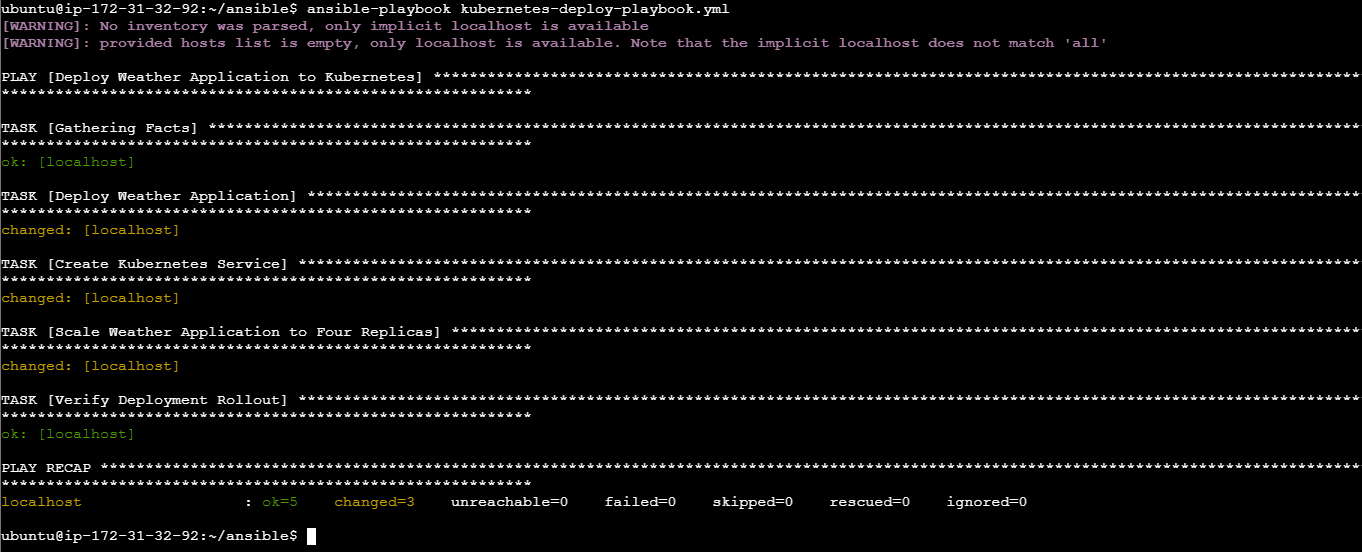 ubuntu@ip-172-31-32-92:~/ansible$ ansible-playbook kubernetes-deploy-playbook.yml
[WARNING]: No inventory was parsed, only implicit localhost is available
[WARNING]: provided hosts list is empty, only localhost is available. Note that the implicit localhost does not match 'all'
PLAY [Deploy Weather Application to Kubernetes] *******************************************************************************************************
***********************************************************
TASK [Gathering Facts] ********************************************************************************************************************************
***********************************************************
ok: [localhost]
TASK [Deploy Weather Application] *********************************************************************************************************************
***********************************************************
changed: [localhost]
TASK [Create Kubernetes Service] **********************************************************************************************************************
***********************************************************
changed: [localhost]
TASK [Scale Weather Application to Four Replicas] *****************************************************************************************************
***********************************************************
changed: [localhost]
TASK [Verify Deployment Rollout] **********************************************************************************************************************
***********************************************************
ok: [localhost]
PLAY RECAP ********************************************************************************************************************************************
***********************************************************
localhost                  : ok=5    changed=3    unreachable=0    failed=0    skipped=0    rescued=0    ignored=0
ubuntu@ip-172-31-32-92:~/ansible$